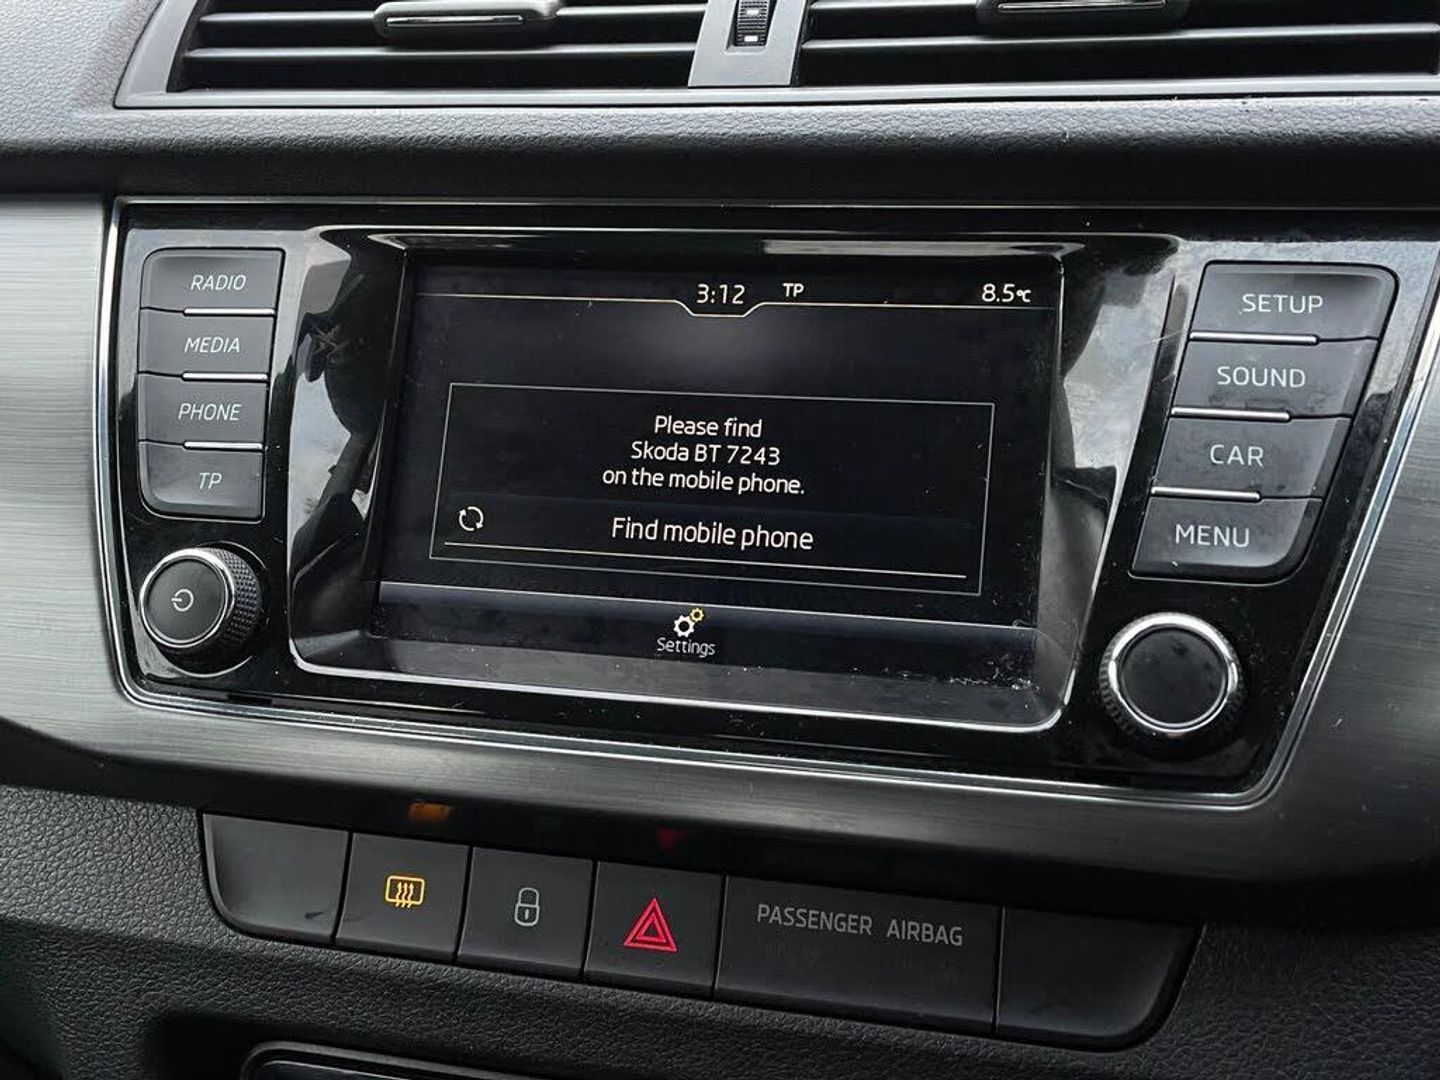 3:12 TP 8.5°C
RADIO
MEDIA
PHONE
TP
Please find
Skoda BT 7243
on the mobile phone.
Find mobile phone
Settings
SETUP
SOUND
CAR
MENU
PASSENGER AIRBAG